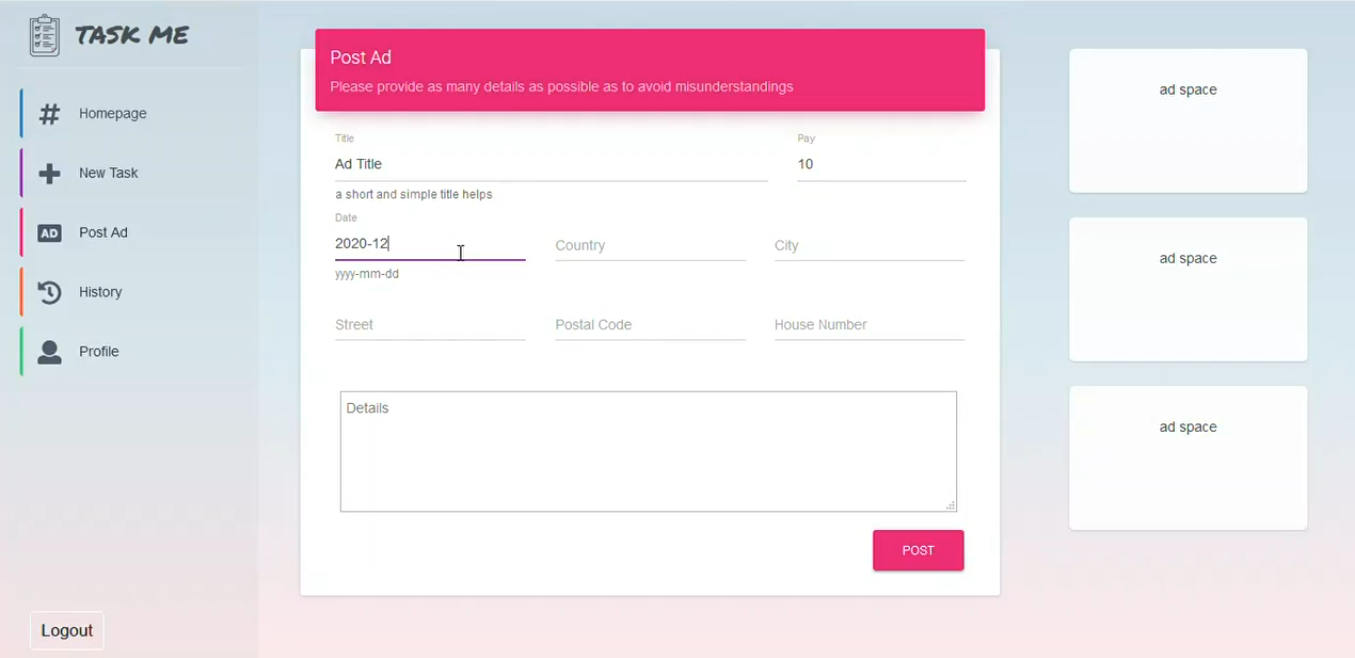 TASK ME
# Homepage
New Task
AD Post Ad
History
Profile
Logout
Post Ad
Please provide as many details as possible as to avoid misunderstandings
Title
Pay
Ad Title
10
a short and simple title helps
Date
2020-12
Country
City
yyyy-mm-dd
Street
Postal Code
House Number
Details
POST
ad space
ad space
ad space